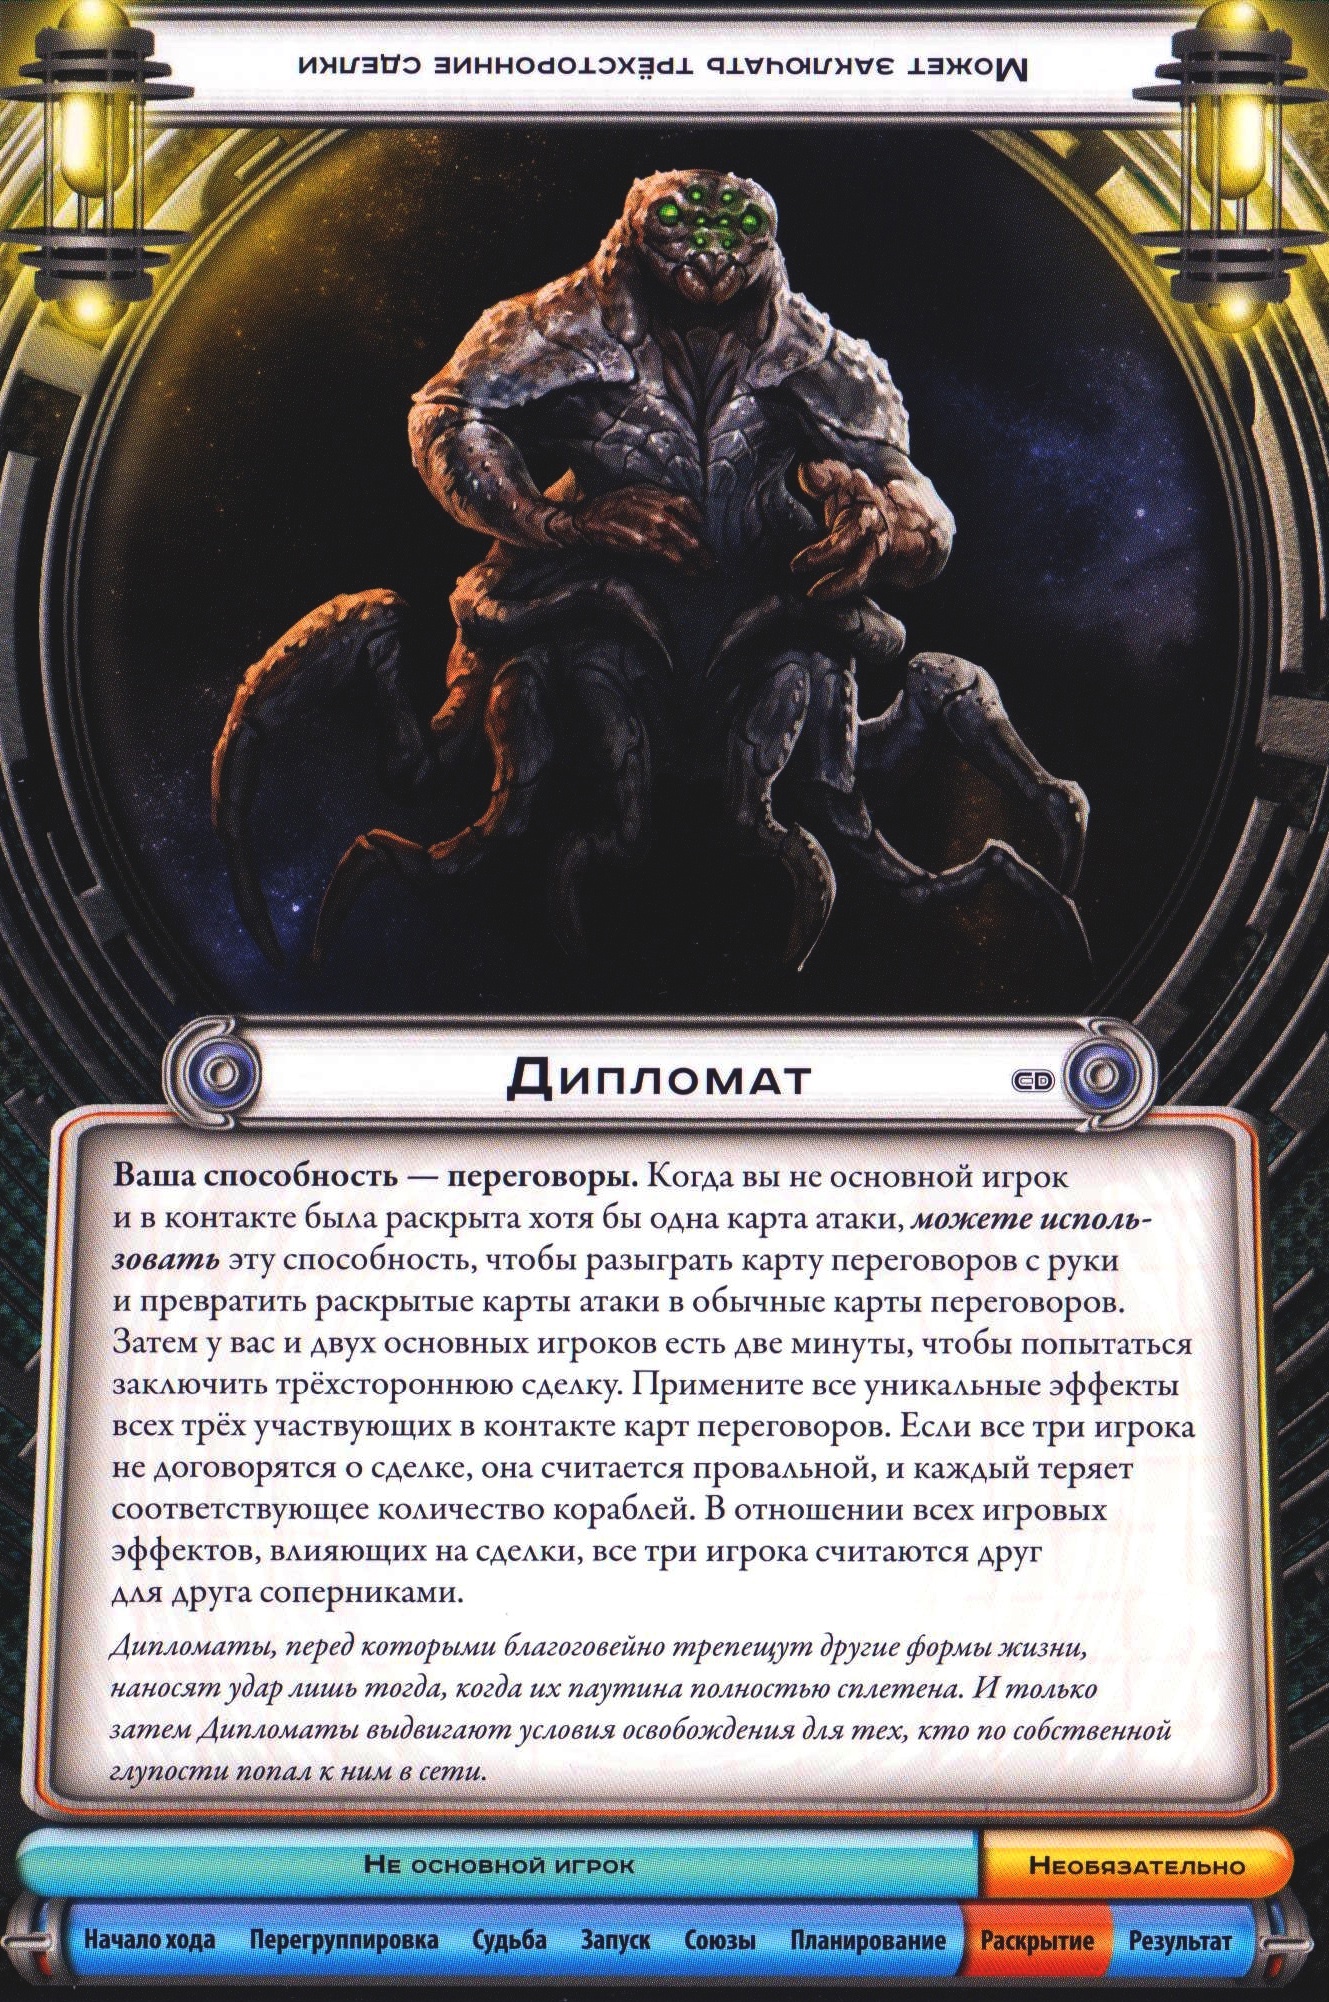 Может заключать трёхсторонние сделки
Дипломат
CD
Ваша способность — переговоры. Когда вы не основной игрок
и в контакте была раскрыта хотя бы одна карта атаки, можете исполь-
зовать эту способность, чтобы разыграть карту переговоров с руки
и превратить раскрытые карты атаки в обычные карты переговоров.
Затем у вас и двух основных игроков есть две минуты, чтобы попытаться
заключить трёхстороннюю сделку. Примените все уникальные эффекты
всех трёх участвующих в контакте карт переговоров. Если все три игрока
не договорятся о сделке, она считается провальной, и каждый теряет
соответствующее количество кораблей. В отношении всех игровых
эффектов, влияющих на сделки, все три игрока считаются друг
для друга соперниками.
Дипломаты, перед которыми благоговейно трепещут другие формы жизни,
наносят удар лишь тогда, когда их паутина полностью сплетена. И только
затем Дипломаты выдвигают условия освобождения для тех, кто по собственной
глупости попал к ним в сети.
Не основной игрок
Необязательно
Начало хода Перегруппировка Судьба Запуск Союзы Планирование Раскрытие Результат